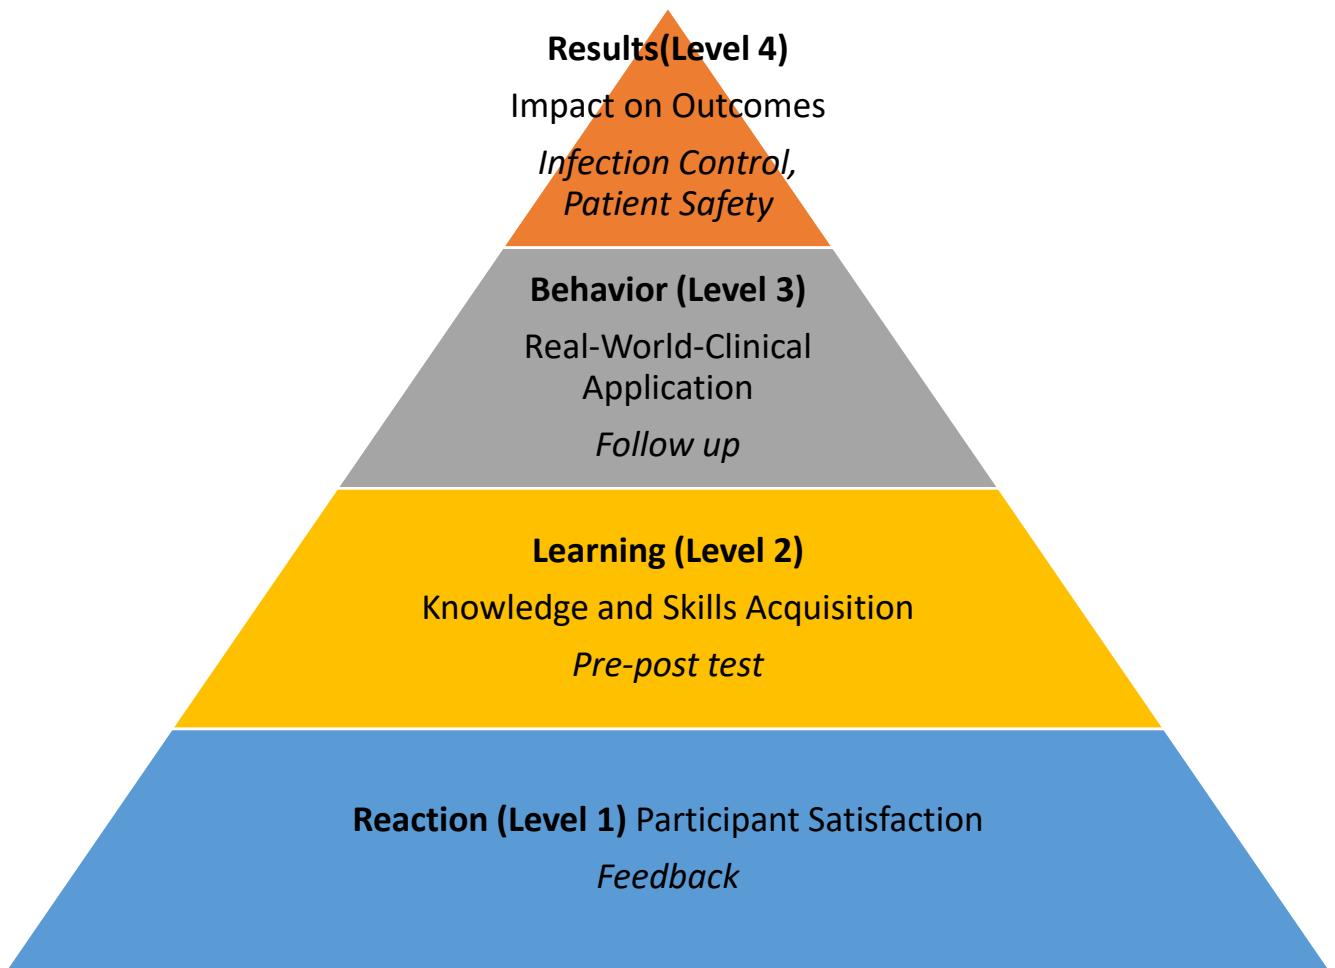 Results(Level 4)
Impact on Outcomes
Infection Control,
Patient Safety
Behavior (Level 3)
Real-World-Clinical
Application
Follow up
Learning (Level 2)
Knowledge and Skills Acquisition
Pre-post test
Reaction (Level 1) Participant Satisfaction
Feedback